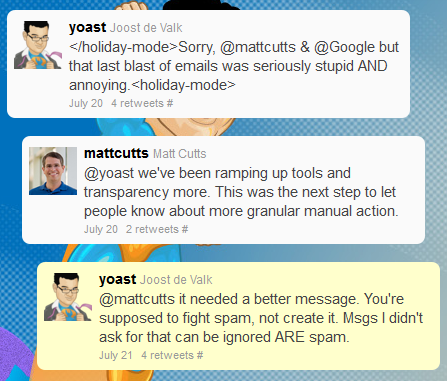 yoast Joost de Valk
</holiday-mode>Sorry, @mattcutts & @Google but
that last blast of emails was seriously stupid AND
annoying.<holiday-mode>
July 20 4 retweets #
mattcutts Matt Cutts
@yoast we've been ramping up tools and
transparency more. This was the next step to let
people know about more granular manual action.
July 20 2 retweets #
yoast Joost de Valk
@mattcutts it needed a better message. You're
supposed to fight spam, not create it. Msgs I didn't
ask for that can be ignored ARE spam.
July 21 4 retweets #